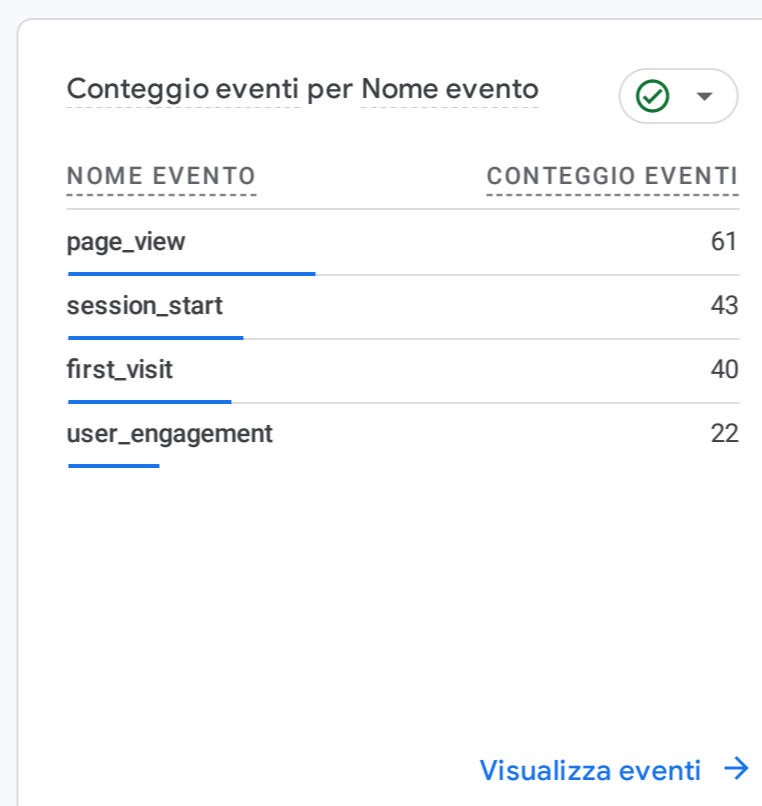 Conteggio eventi per Nome evento
NOME EVENTO CONTEGGIO EVENTI
page_view 61
session_start 43
first_visit 40
user_engagement 22
Visualizza eventi